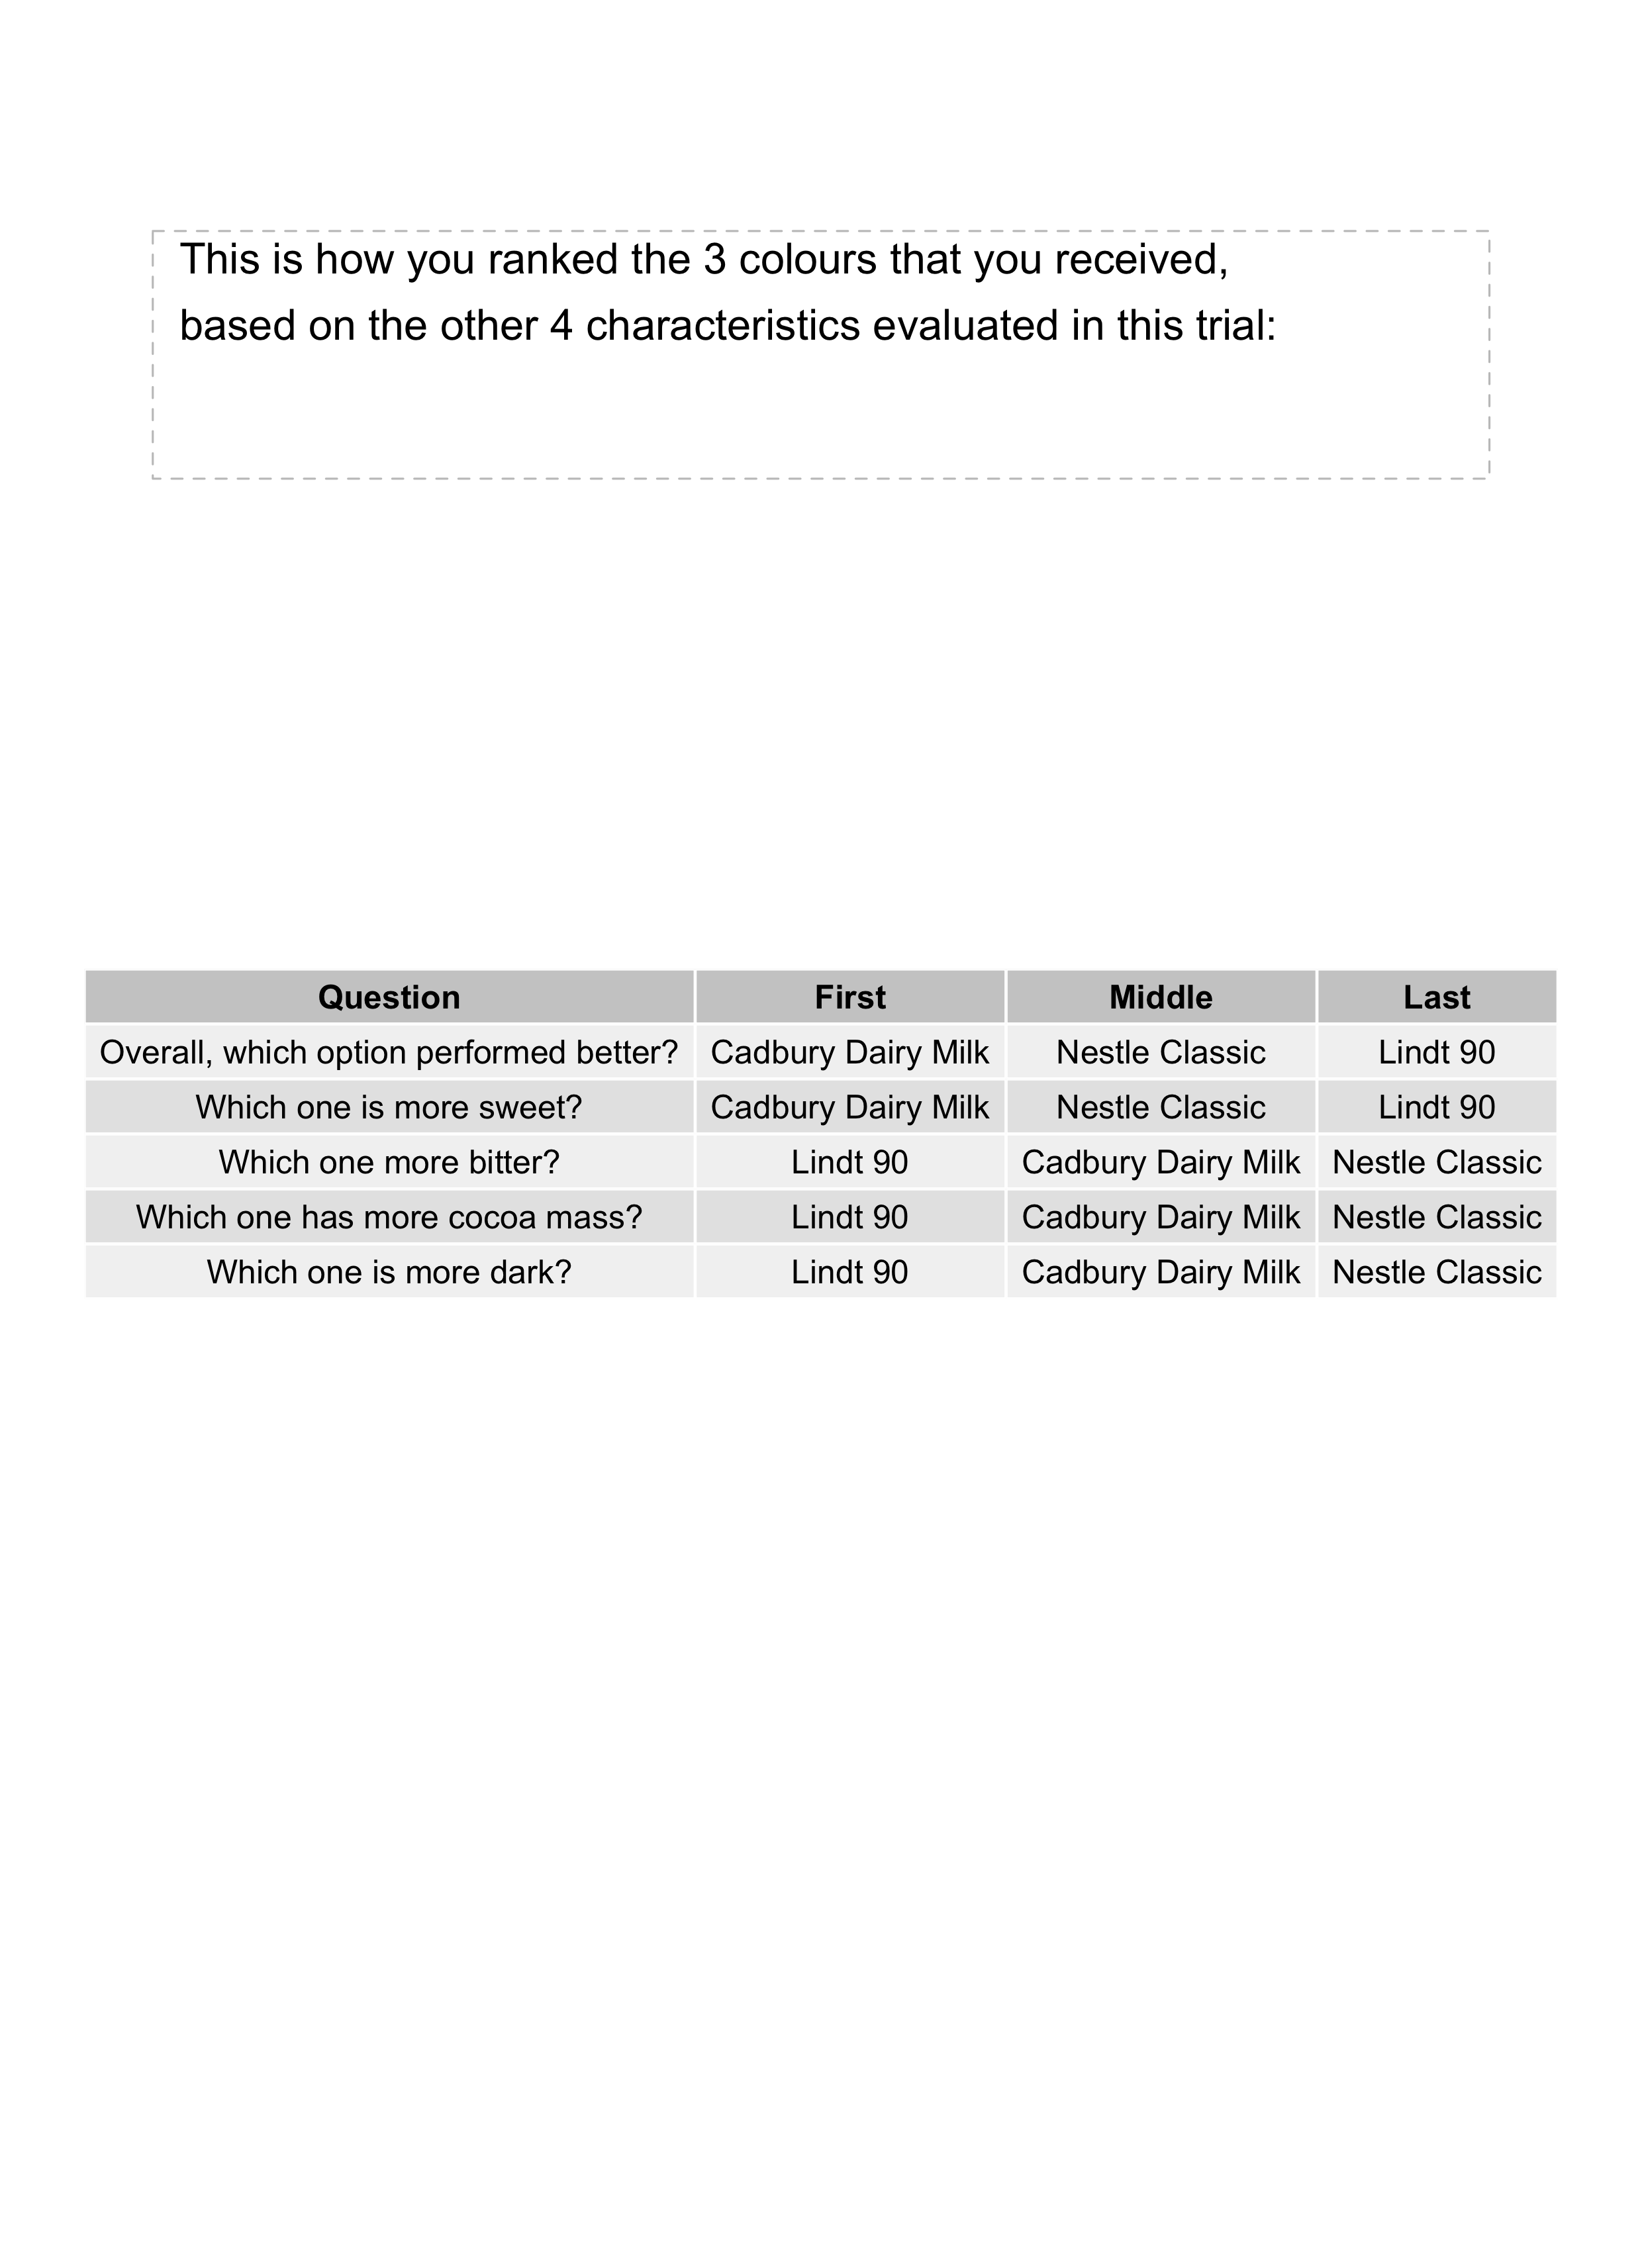 This is how you ranked the 3 colours that you received,
based on the other 4 characteristics evaluated in this trial:
Question First Middle Last
Overall, which option performed better? Cadbury Dairy Milk Nestle Classic Lindt 90
Which one is more sweet? Cadbury Dairy Milk Nestle Classic Lindt 90
Which one more bitter? Lindt 90 Cadbury Dairy Milk Nestle Classic
Which one has more cocoa mass? Lindt 90 Cadbury Dairy Milk Nestle Classic
Which one is more dark? Lindt 90 Cadbury Dairy Milk Nestle Classic